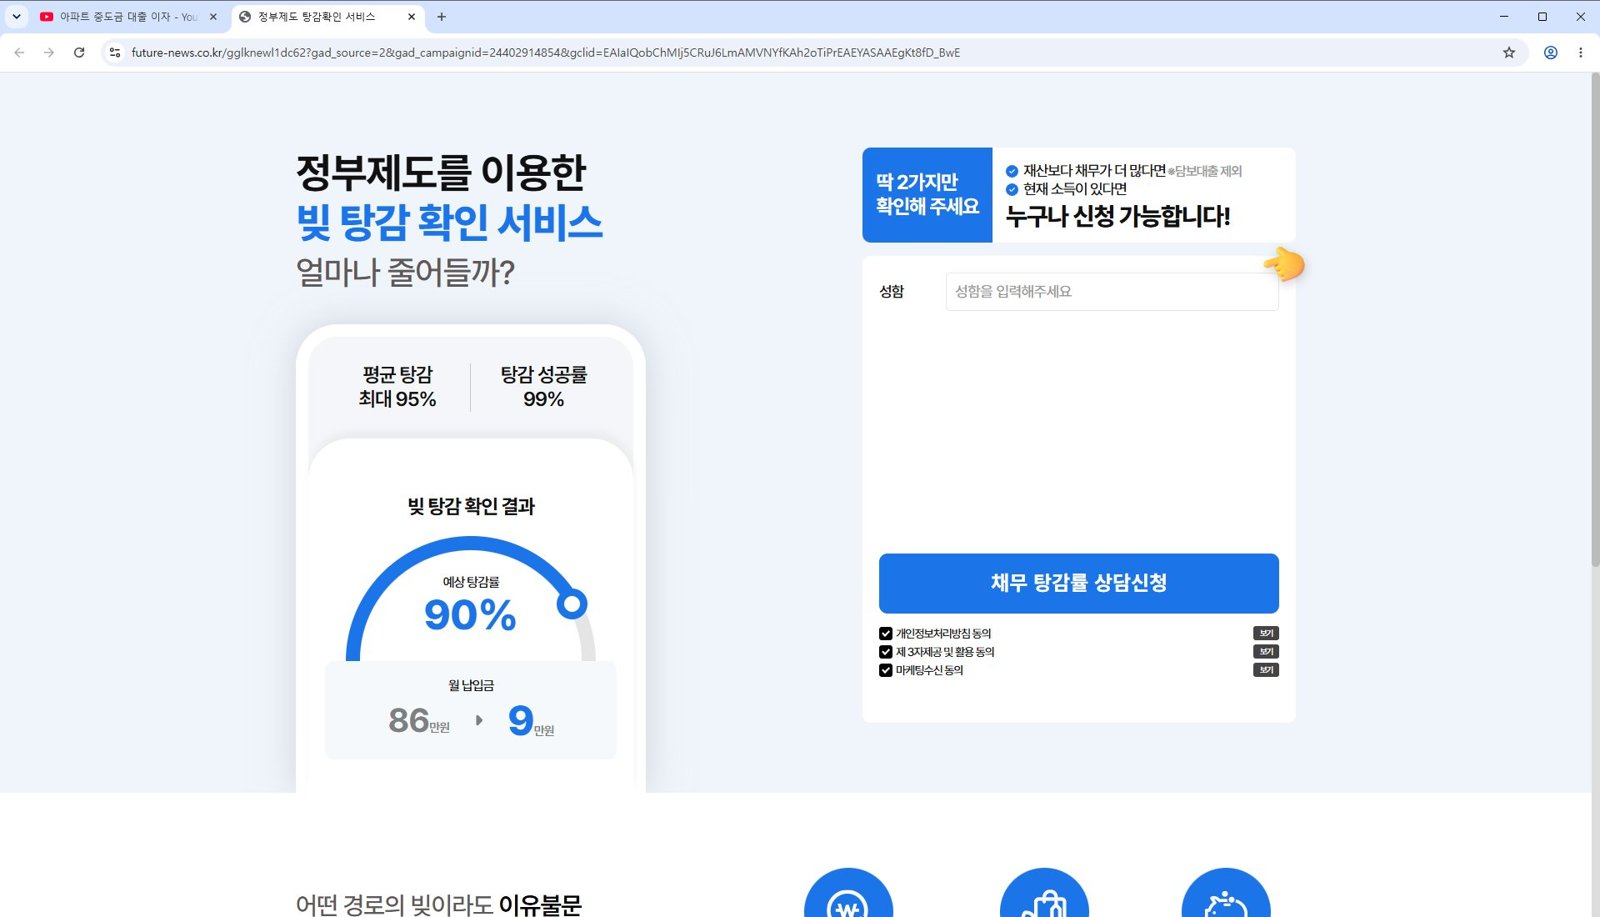 아파트 중도금 대출 이자 - You
정부제도 탕감확인 서비스
future-news.co.kr/gglknewl1dc62?gad_source=2&gad_campaignid=24402914854&gclid=EAIaIQobChMIj5CRuJ6LmAMVNYfKAh2oTiPrEAEYASAAEgKt8fD_BwE
정부제도를 이용한
빚 탕감 확인 서비스
얼마나 줄어들까?
평균 탕감
최대 95%
탕감 성공률
99%
빚 탕감 확인 결과
예상 탕감률
90%
월 납입금
86만원
9만원
딱 2가지만
확인해 주세요
재산보다 채무가 더 많다면 ※담보대출 제외
현재 소득이 있다면
누구나 신청 가능합니다!
성함
성함을 입력해주세요
채무 탕감률 상담신청
개인정보처리방침 동의 보기
제 3자제공 및 활용 동의 보기
마케팅수신 동의 보기
어떤 경로의 빚이라도 이유불문